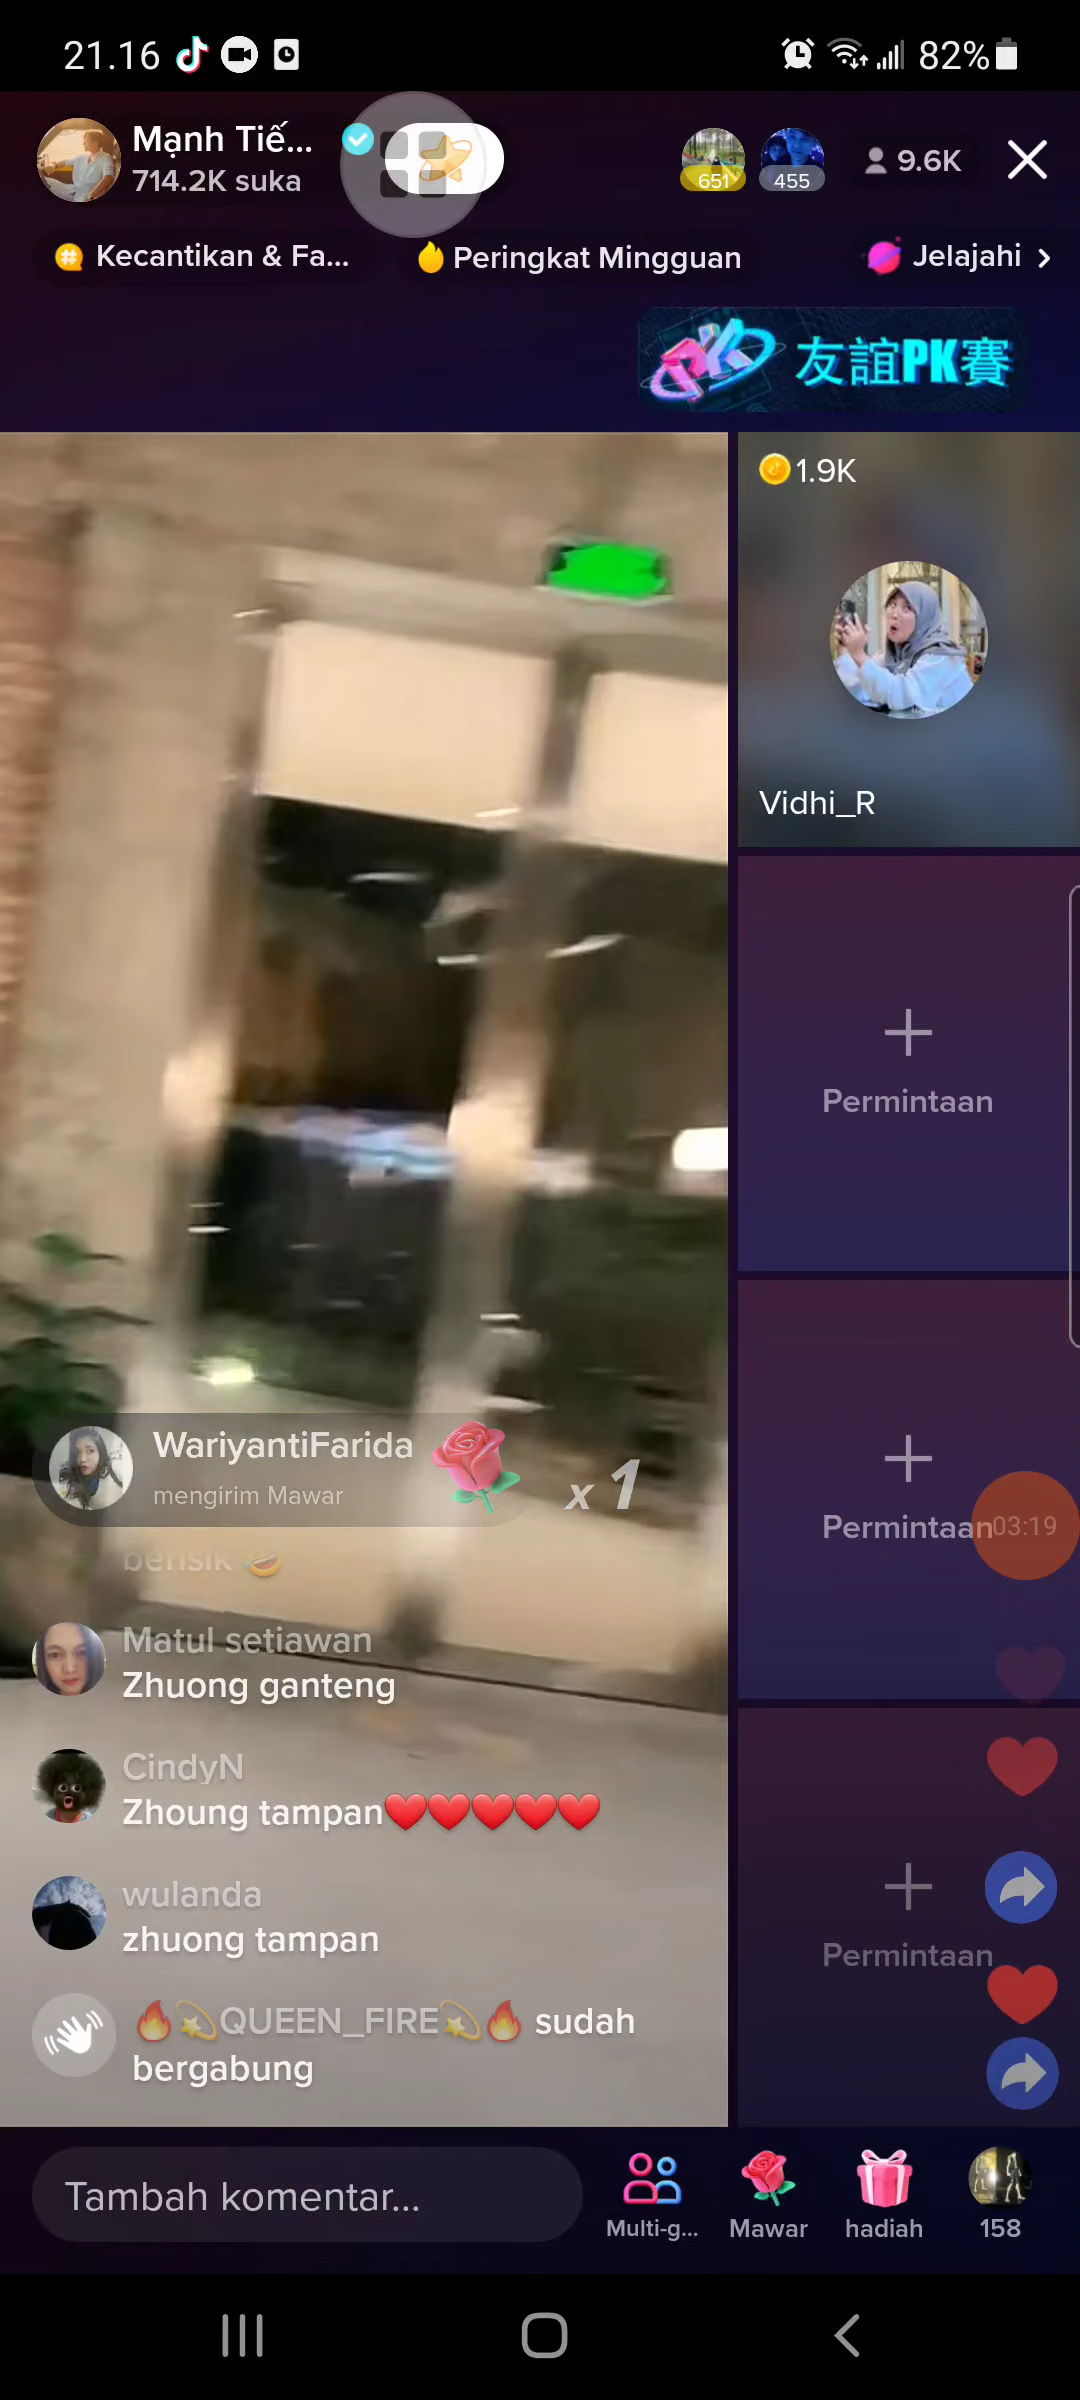 21.16
82%
Mạnh Tiế...
714.2K suka
651
455
9.6K
Kecantikan & Fa...
Peringkat Mingguan
Jelajahi
友誼PK賽
1.9K
Vidhi_R
Permintaan
Permintaan
03:19
Permintaan
WariyantiFarida
mengirim Mawar
x 1
berisik 🤣
Matul setiawan
Zhuong ganteng
CindyN
Zhoung tampan❤️❤️❤️❤️❤️
wulanda
zhuong tampan
🔥💫QUEEN_FIRE💫🔥 sudah
bergabung
Tambah komentar...
Multi-g...
Mawar
hadiah
158